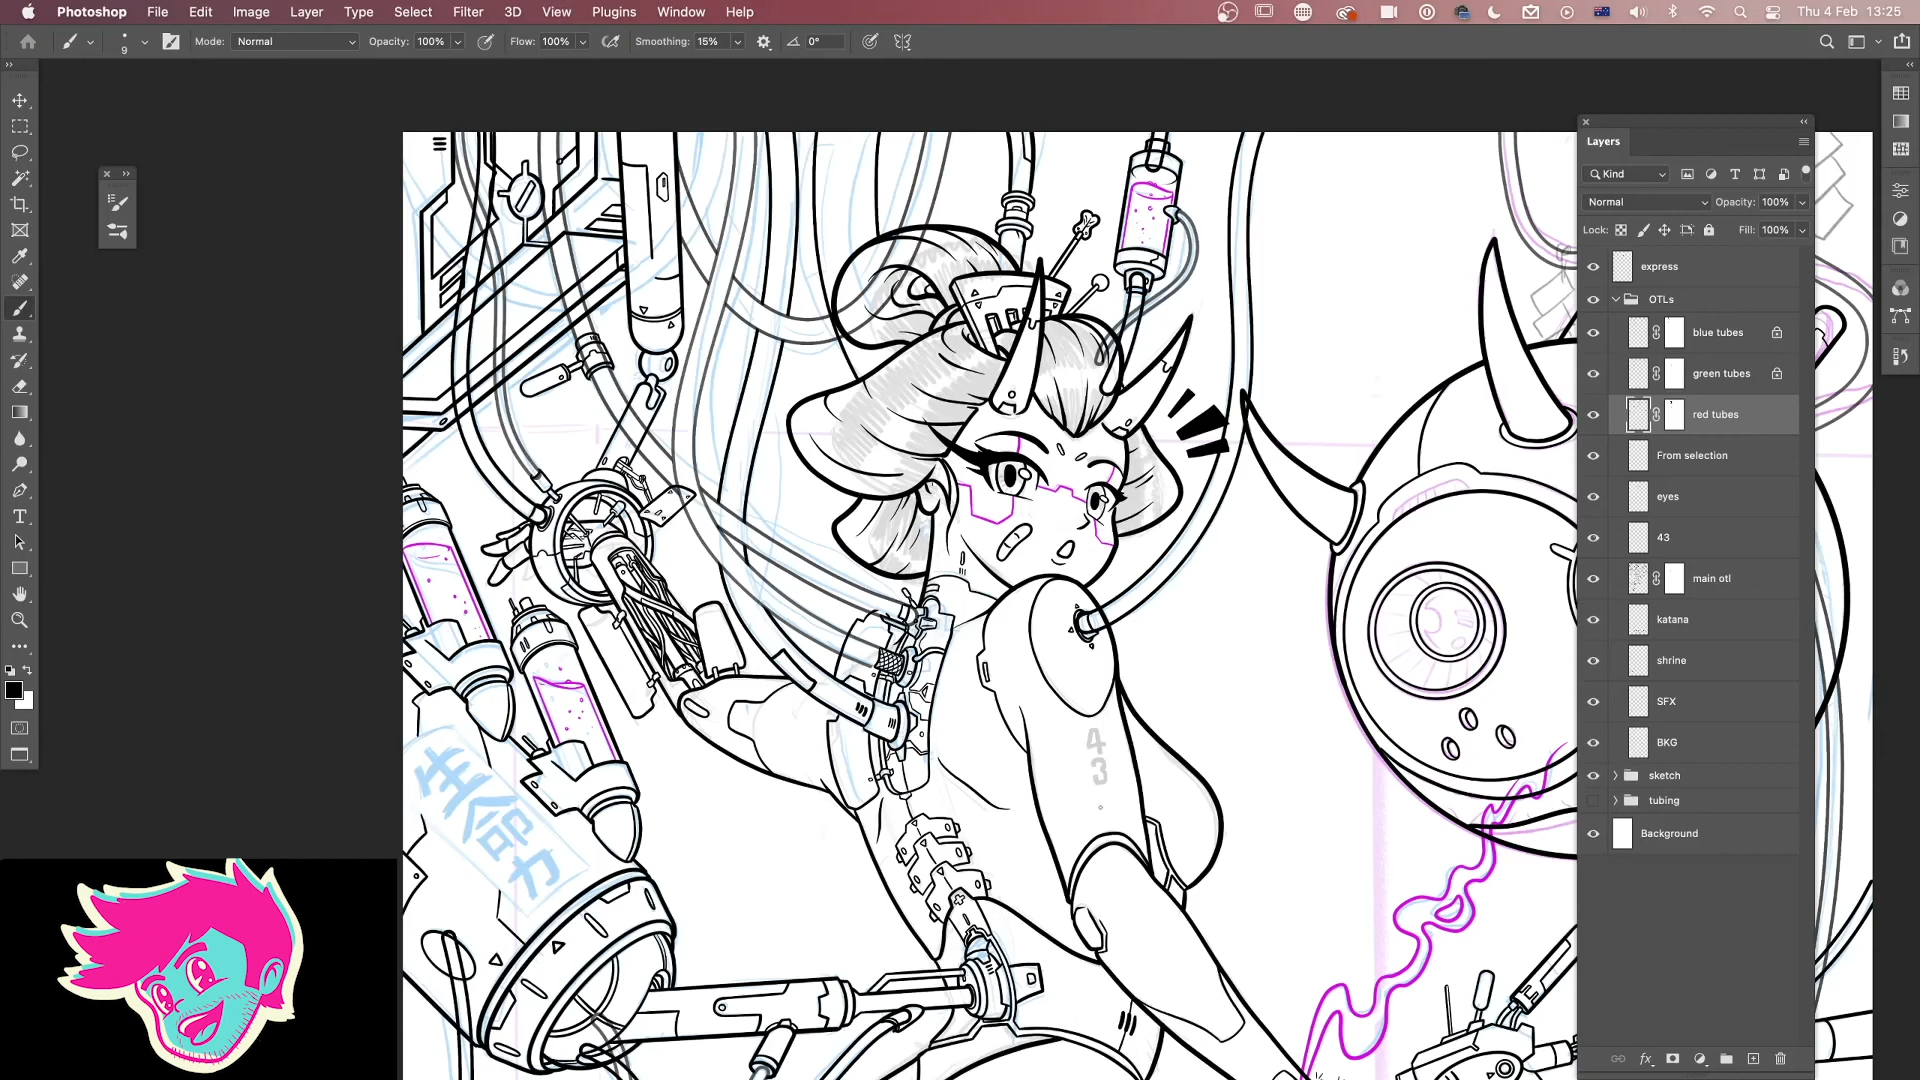 Photoshop File Edit Image Layer Type Select Filter 3D View Plugins Window Help Thu 4 Feb 13:25
9 Mode: Normal Opacity: 100% Flow: 100% Smoothing: 15% 0°
Layers
Kind
Normal Opacity: 100%
Lock: Fill: 100%
express
OTLs
blue tubes
green tubes
red tubes
From selection
eyes
43
main otl
katana
shrine
SFX
BKG
sketch
tubing
Background
4
3
生命力